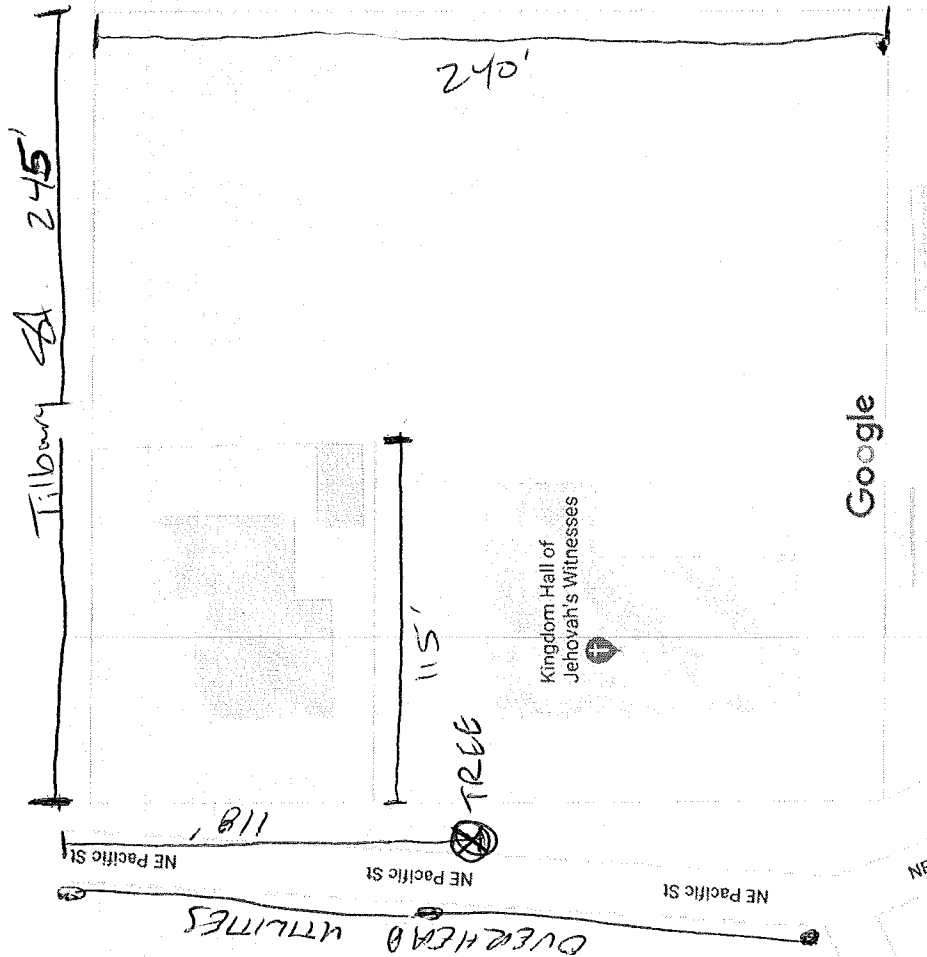 240'
Tilbury St. 245'
115'
Kingdom Hall of
Jehovah's Witnesses
Google
118'
TREE
NE Pacific St
NE Pacific St
NE Pacific St
OVERHEAD UTILITIES